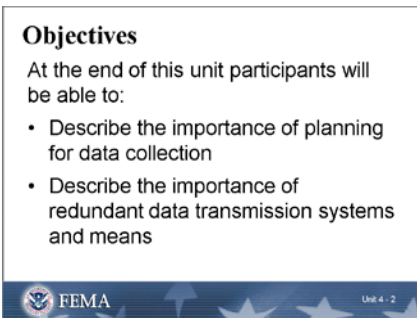 Objectives
At the end of this unit participants will
be able to:
• Describe the importance of planning
for data collection
• Describe the importance of
redundant data transmission systems
and means
FEMA
Unit 4 - 2